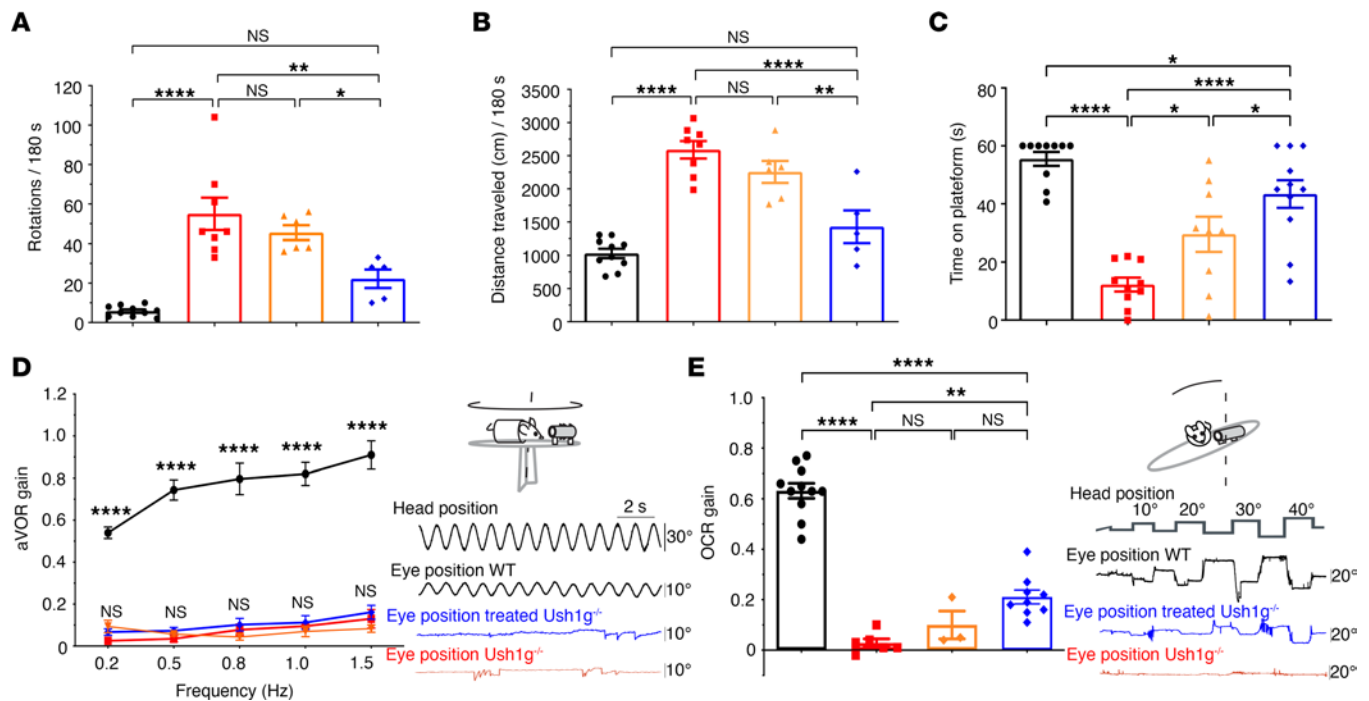 A
NS
**
**** NS *
120
100
80
60
40
20
0
Rotations / 180 s
B
NS
****
**** NS **
3500
3000
2500
2000
1500
1000
500
0
Distance traveled (cm) / 180 s
C
*
****
**** * *
80
60
40
20
0
Time on plateform (s)
D
1.2
1.0
0.8
0.6
0.4
0.2
0
aVOR gain
**** **** **** **** ****
NS NS NS NS NS
0.2 0.5 0.8 1.0 1.5
Frequency (Hz)
Head position 2 s
30°
Eye position WT
10°
Eye position treated Ush1g-/-
10°
Eye position Ush1g-/-
10°
E
****
**
**** NS NS
1.0
0.8
0.6
0.4
0.2
0.0
OCR gain
Head position
10° 20° 30° 40°
Eye position WT
20°
Eye position treated Ush1g-/-
20°
Eye position Ush1g-/-
20°